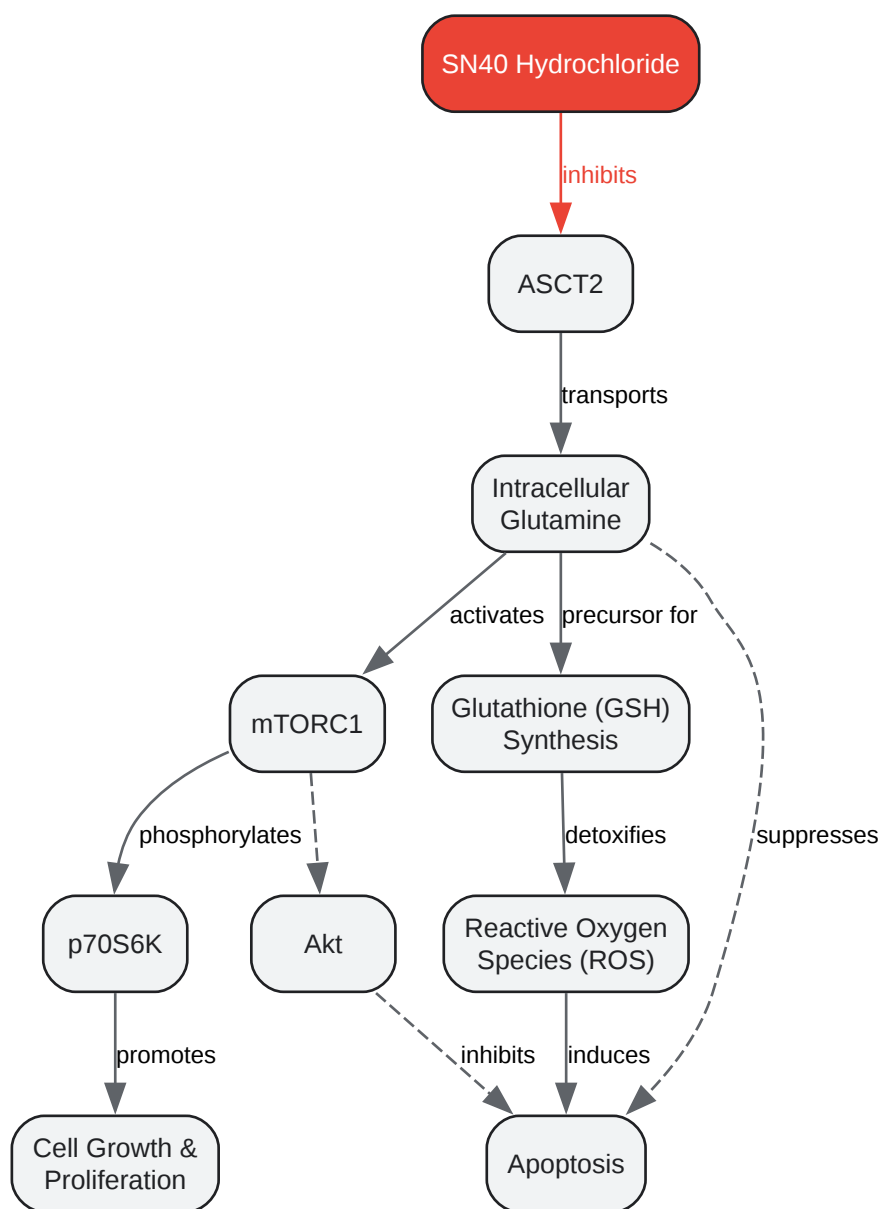 SN40 Hydrochloride
inhibits
ASCT2
transports
Intracellular
Glutamine
activates
precursor for
mTORC1
Glutathione (GSH)
Synthesis
phosphorylates
detoxifies
suppresses
p70S6K
Akt
Reactive Oxygen
Species (ROS)
promotes
inhibits
induces
Cell Growth &
Proliferation
Apoptosis